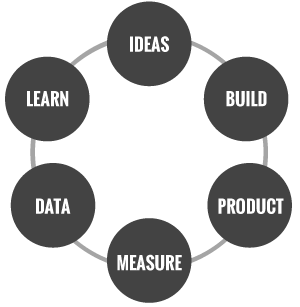 IDEAS
BUILD
PRODUCT
MEASURE
DATA
LEARN